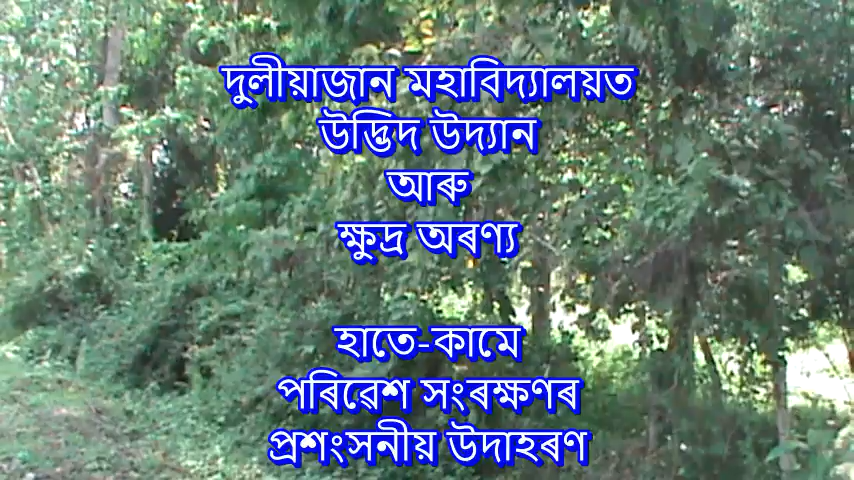 দুলীয়াজান মহাবিদ্যালয়ত
উদ্ভিদ উদ্যান
আৰু
ক্ষুদ্ৰ অৰণ্য
হাতে-কামে
পৰিৱেশ সংৰক্ষণৰ
প্ৰশংসনীয় উদাহৰণ